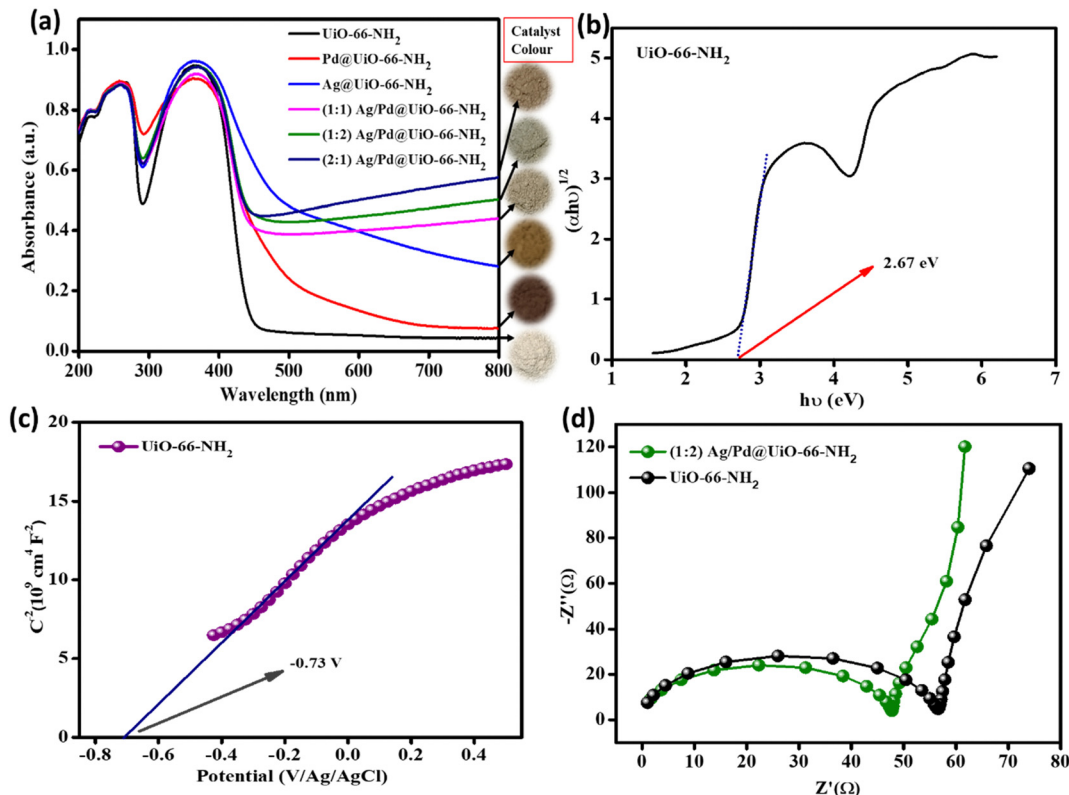 (a)
UiO-66-NH₂
Pd@UiO-66-NH₂
Ag@UiO-66-NH₂
(1:1) Ag/Pd@UiO-66-NH₂
(1:2) Ag/Pd@UiO-66-NH₂
(2:1) Ag/Pd@UiO-66-NH₂
Catalyst
Colour
Absorbance (a.u.)
1.0
0.8
0.6
0.4
0.2
0.0
200 300 400 500 600 700 800
Wavelength (nm)
(b)
UiO-66-NH₂
2.67 eV
(αhυ)^1/2
5
4
3
2
1
0
1 2 3 4 5 6 7
hυ (eV)
(c)
UiO-66-NH₂
-0.73 V
C⁻²(10⁹ cm⁴ F²)
20
15
10
5
0
-0.8 -0.6 -0.4 -0.2 0.0 0.2 0.4
Potential (V/Ag/AgCl)
(d)
(1:2) Ag/Pd@UiO-66-NH₂
UiO-66-NH₂
-Z''(Ω)
120
100
80
60
40
20
0
0 10 20 30 40 50 60 70 80
Z'(Ω)